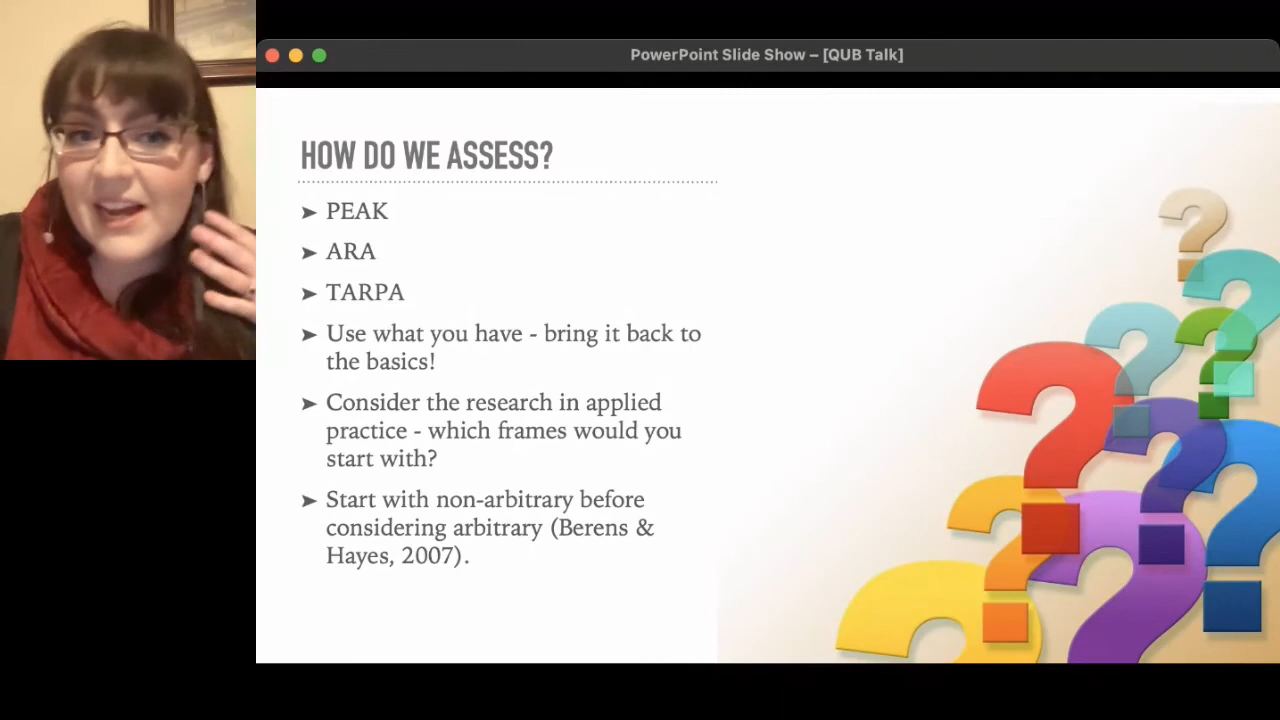 PowerPoint Slide Show – [QUB Talk]
HOW DO WE ASSESS?
➤ PEAK
➤ ARA
➤ TARPA
➤ Use what you have - bring it back to
the basics!
➤ Consider the research in applied
practice - which frames would you
start with?
➤ Start with non-arbitrary before
considering arbitrary (Berens &
Hayes, 2007).